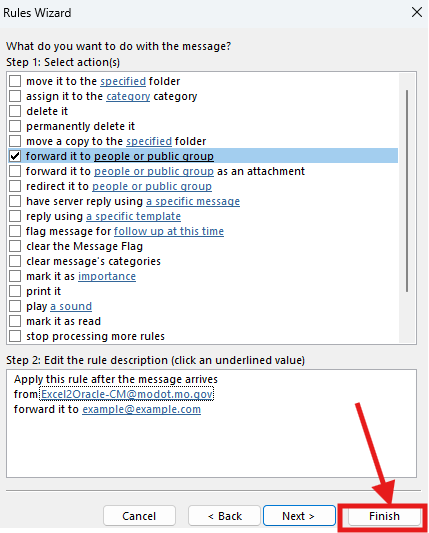 Rules Wizard
What do you want to do with the message?
Step 1: Select action(s)
move it to the specified folder
assign it to the category category
delete it
permanently delete it
move a copy to the specified folder
forward it to people or public group
forward it to people or public group as an attachment
redirect it to people or public group
have server reply using a specific message
reply using a specific template
flag message for follow up at this time
clear the Message Flag
clear message's categories
mark it as importance
print it
play a sound
mark it as read
stop processing more rules
Step 2: Edit the rule description (click an underlined value)
Apply this rule after the message arrives
from Excel2Oracle-CM@modot.mo.gov
forward it to example@example.com
Cancel
< Back
Next >
Finish